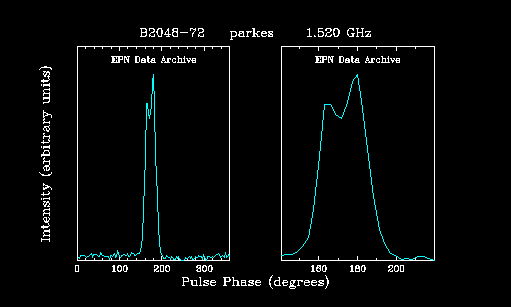 B2048-72 parkes 1.520 GHz
EPN Data Archive EPN Data Archive
Intensity (arbitrary units)
0 100 200 300 160 180 200
Pulse Phase (degrees)